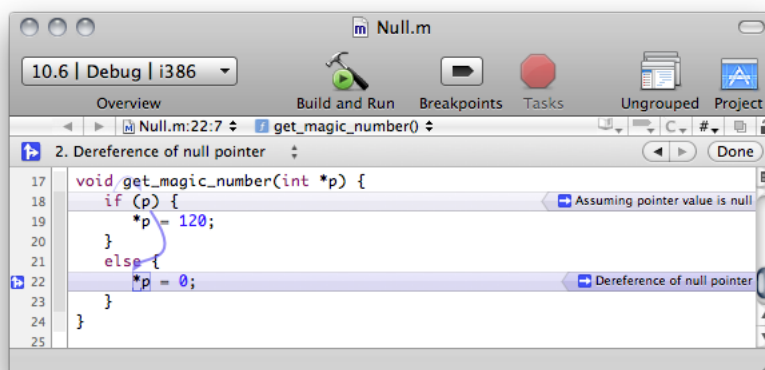 Null.m
10.6 | Debug | i386
Overview
Build and Run
Breakpoints
Tasks
Ungrouped
Project
Null.m:22:7
get_magic_number()
C
#
2. Dereference of null pointer
Done
17 void get_magic_number(int *p) {
18 if (p) { Assuming pointer value is null
19 *p = 120;
20 }
21 else {
22 *p = 0; Dereference of null pointer
23 }
24 }
25